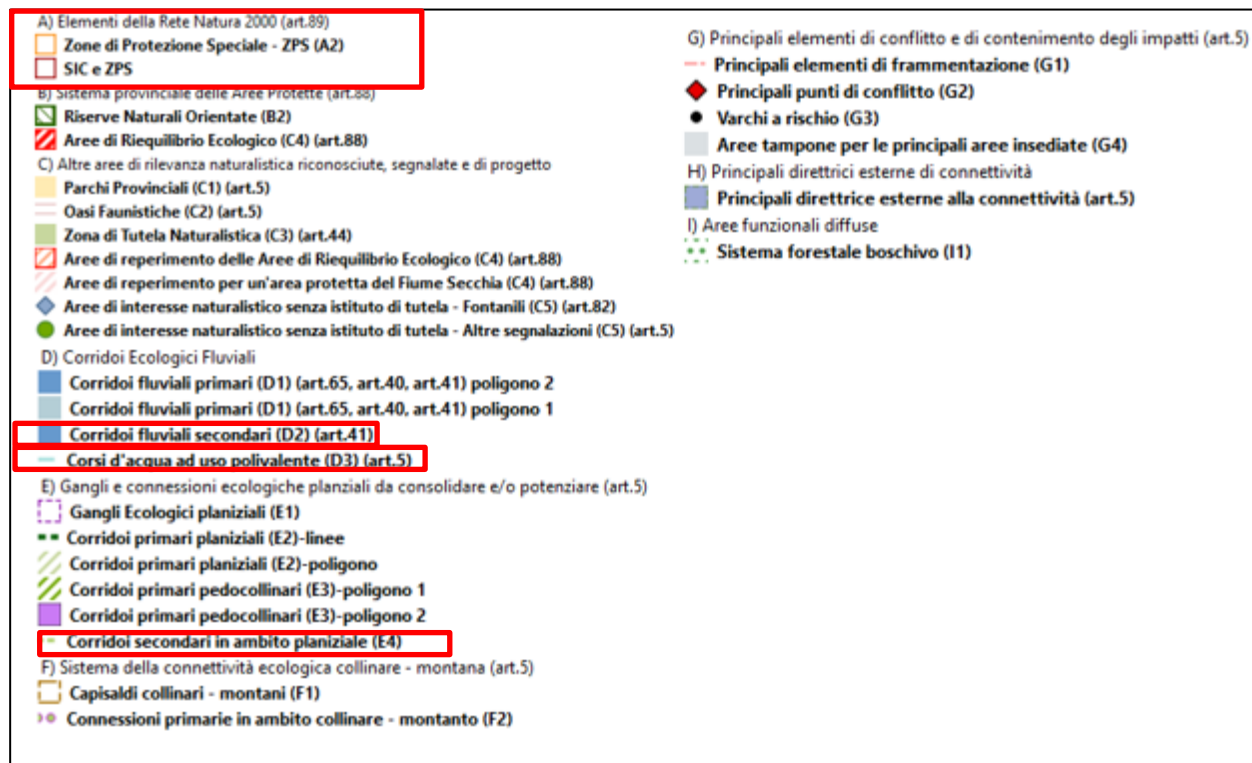 A) Elementi della Rete Natura 2000 (art.89)
Zone di Protezione Speciale - ZPS (A2)
SIC e ZPS
B) Sistema provinciale delle Aree Protette (art.88)
Riserve Naturali Orientate (B2)
Aree di Riequilibrio Ecologico (C4) (art.88)
C) Altre aree di rilevanza naturalistica riconosciute, segnalate e di progetto
Parchi Provinciali (C1) (art.5)
Oasi Faunistiche (C2) (art.5)
Zona di Tutela Naturalistica (C3) (art.44)
Aree di reperimento delle Aree di Riequilibrio Ecologico (C4) (art.88)
Aree di reperimento per un'area protetta del Fiume Secchia (C4) (art.88)
Aree di interesse naturalistico senza istituto di tutela - Fontanili (C5) (art.82)
Aree di interesse naturalistico senza istituto di tutela - Altre segnalazioni (C5) (art.5)
D) Corridoi Ecologici Fluviali
Corridoi fluviali primari (D1) (art.65, art.40, art.41) poligono 2
Corridoi fluviali primari (D1) (art.65, art.40, art.41) poligono 1
Corridoi fluviali secondari (D2) (art.41)
Corsi d'acqua ad uso polivalente (D3) (art.5)
E) Gangli e connessioni ecologiche planziali da consolidare e/o potenziare (art.5)
Gangli Ecologici planiziali (E1)
Corridoi primari planiziali (E2)-linee
Corridoi primari planiziali (E2)-poligono
Corridoi primari pedocollinari (E3)-poligono 1
Corridoi primari pedocollinari (E3)-poligono 2
Corridoi secondari in ambito planiziale (E4)
F) Sistema della connettività ecologica collinare - montana (art.5)
Capisaldi collinari - montani (F1)
Connessioni primarie in ambito collinare - montanto (F2)
G) Principali elementi di conflitto e di contenimento degli impatti (art.5)
Principali elementi di frammentazione (G1)
Principali punti di conflitto (G2)
Varchi a rischio (G3)
Aree tampone per le principali aree insediate (G4)
H) Principali direttrici esterne di connettività
Principali direttrice esterne alla connettività (art.5)
I) Aree funzionali diffuse
Sistema forestale boschivo (I1)